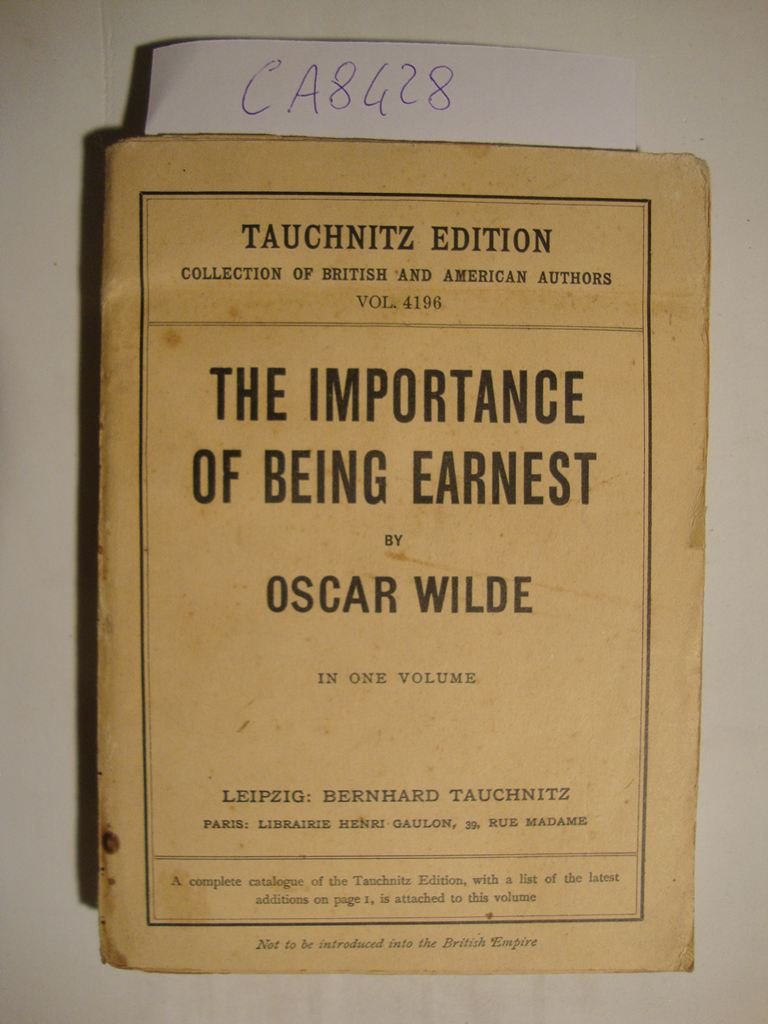 CA8428
TAUCHNITZ EDITION
COLLECTION OF BRITISH AND AMERICAN AUTHORS
VOL. 4196
THE IMPORTANCE
OF BEING EARNEST
BY
OSCAR WILDE
IN ONE VOLUME
LEIPZIG: BERNHARD TAUCHNITZ
PARIS: LIBRAIRIE HENRI GAULON, 39, RUE MADAME
A complete catalogue of the Tauchnitz Edition, with a list of the latest
additions on page 1, is attached to this volume
Not to be introduced into the British Empire